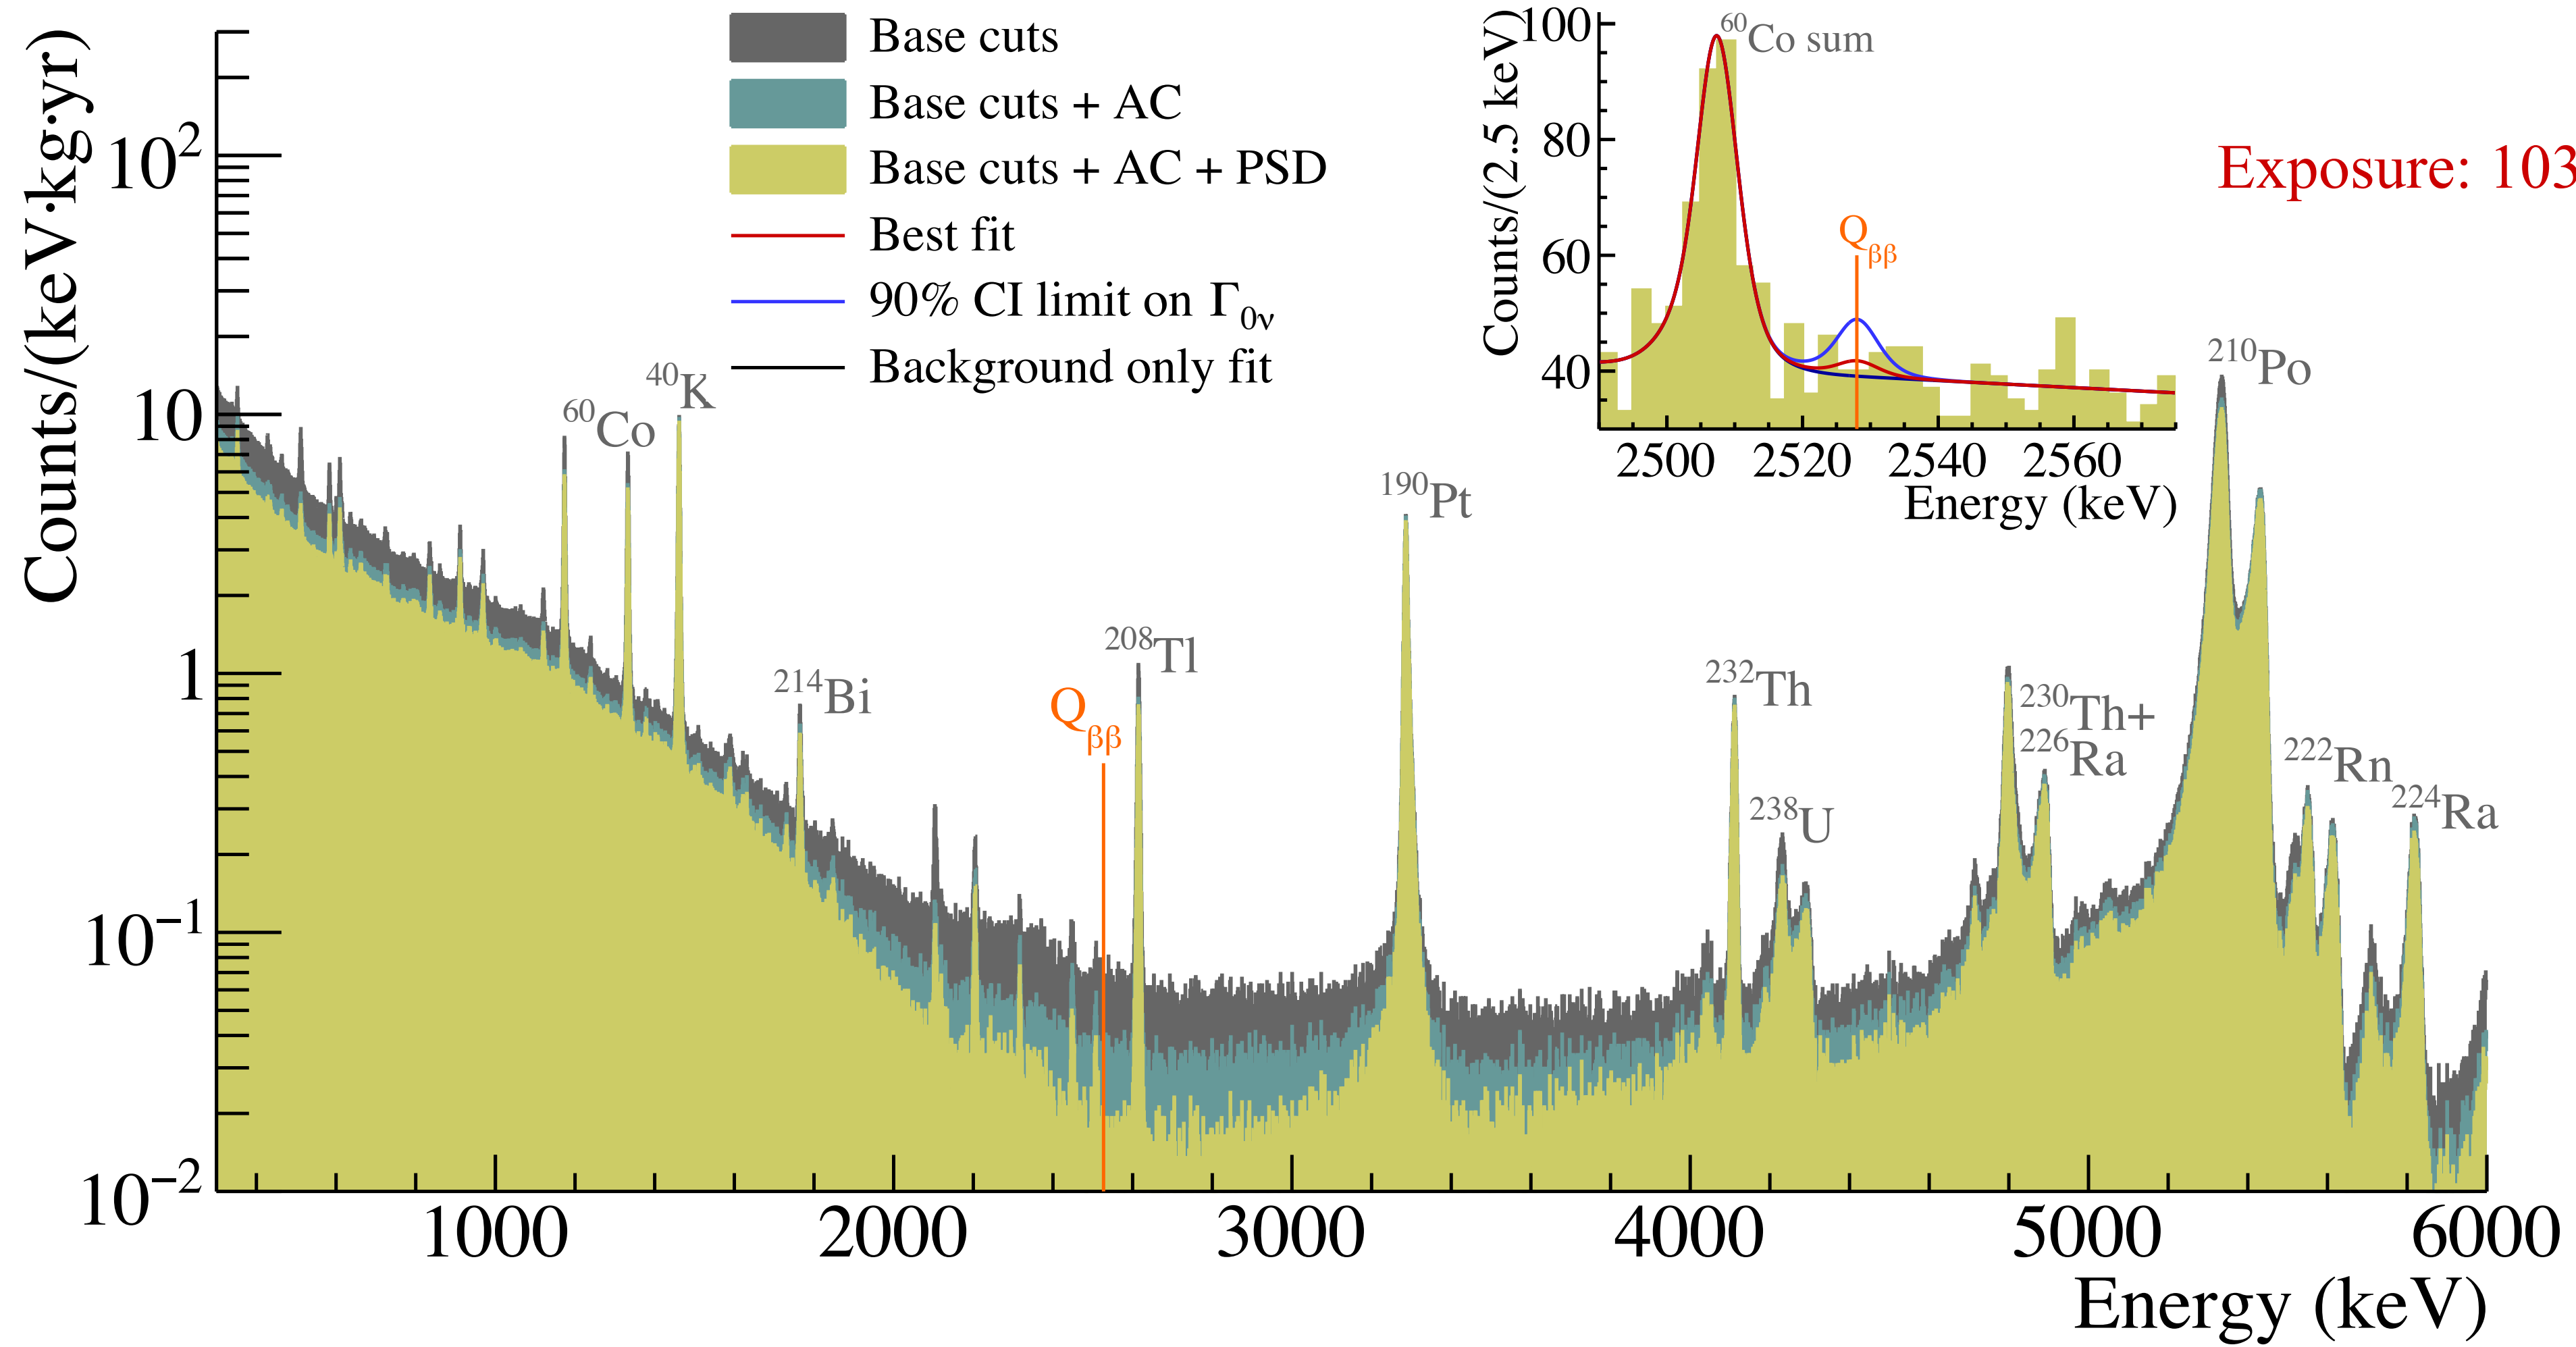 Counts/(keV·kg·yr)
10²
10
1
10⁻¹
10⁻²
Base cuts
Base cuts + AC
Base cuts + AC + PSD
Best fit
90% CI limit on Γ₀ᵥ
Background only fit
Counts/(2.5 keV)
100
80
60
40
⁶⁰Co sum
Qᵦᵦ
2500 2520 2540 2560
Energy (keV)
Exposure: 103
⁶⁰Co
⁴⁰K
²¹⁴Bi
Qᵦᵦ
²⁰⁸Tl
¹⁹⁰Pt
²³²Th
²³⁸U
²³⁰Th+
²²⁶Ra
²¹⁰Po
²²²Rn
²²⁴Ra
1000 2000 3000 4000 5000 6000
Energy (keV)